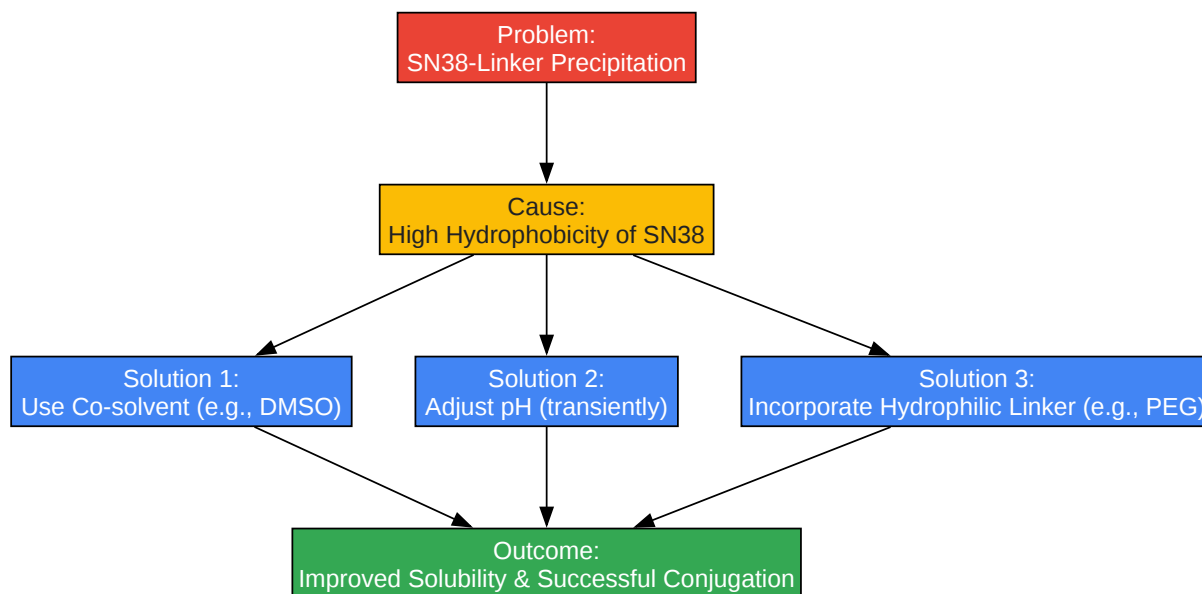 Problem:
SN38-Linker Precipitation
Cause:
High Hydrophobicity of SN38
Solution 1:
Use Co-solvent (e.g., DMSO)
Solution 2:
Adjust pH (transiently)
Solution 3:
Incorporate Hydrophilic Linker (e.g., PEG)
Outcome:
Improved Solubility & Successful Conjugation